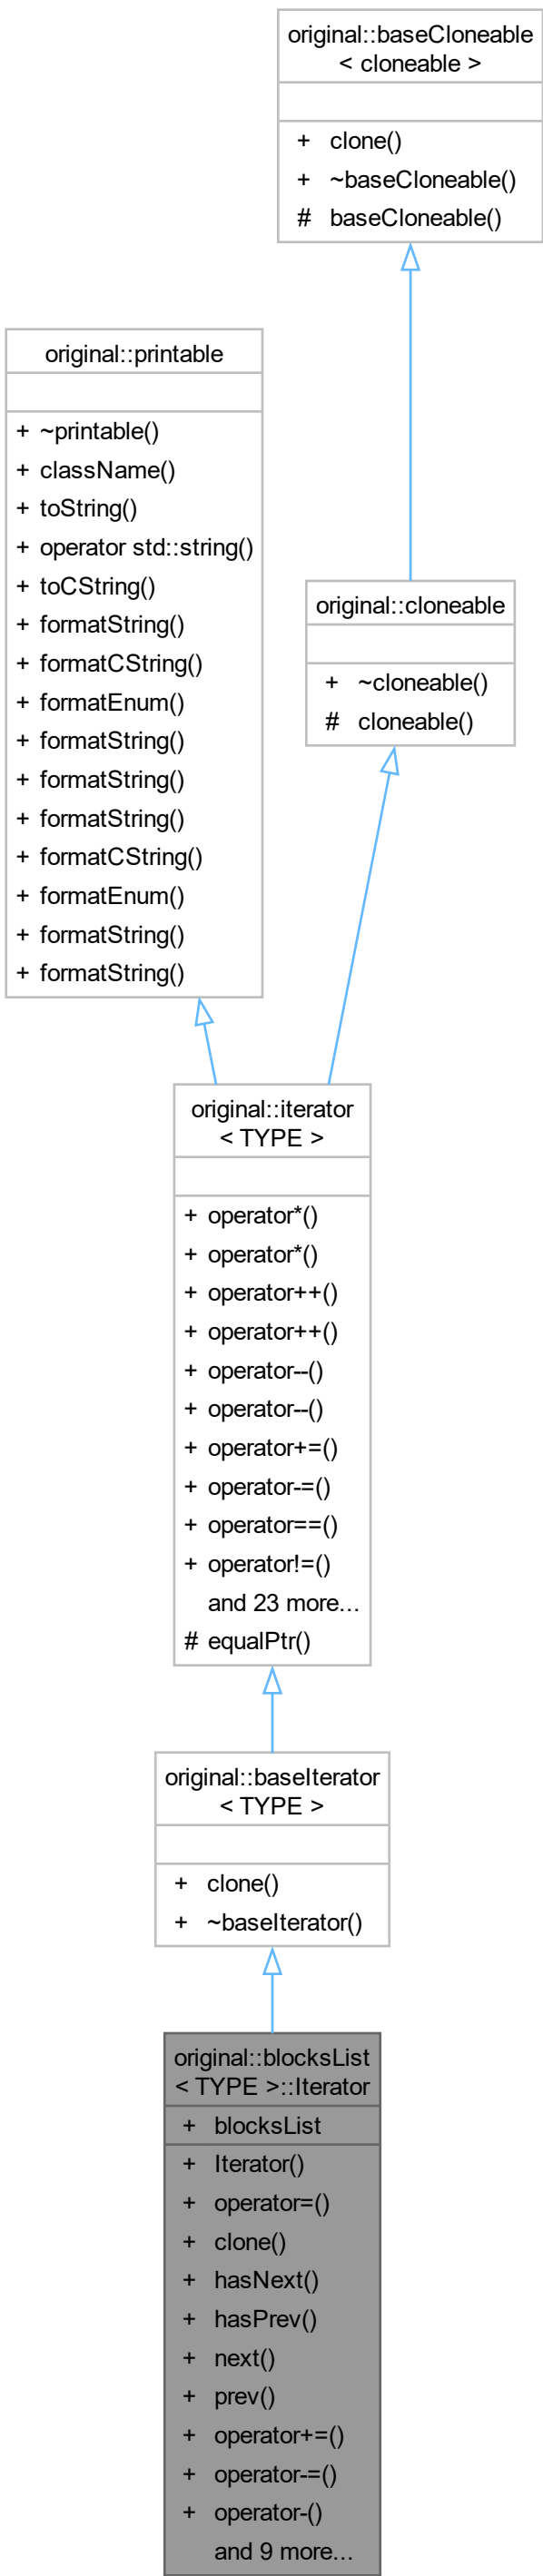 original::baseCloneable
< cloneable >
+ clone()
+ ~baseCloneable()
# baseCloneable()
original::printable
+ ~printable()
+ className()
+ toString()
+ operator std::string()
+ toCString()
+ formatString()
+ formatCString()
+ formatEnum()
+ formatString()
+ formatString()
+ formatString()
+ formatCString()
+ formatEnum()
+ formatString()
+ formatString()
original::cloneable
+ ~cloneable()
# cloneable()
original::iterator
< TYPE >
+ operator*()
+ operator*()
+ operator++()
+ operator++()
+ operator--()
+ operator--()
+ operator+=()
+ operator-=()
+ operator==()
+ operator!=()
and 23 more...
# equalPtr()
original::baseIterator
< TYPE >
+ clone()
+ ~baseIterator()
original::blocksList
< TYPE >::Iterator
+ blocksList
+ Iterator()
+ operator=()
+ clone()
+ hasNext()
+ hasPrev()
+ next()
+ prev()
+ operator+=()
+ operator-=()
+ operator-()
and 9 more...